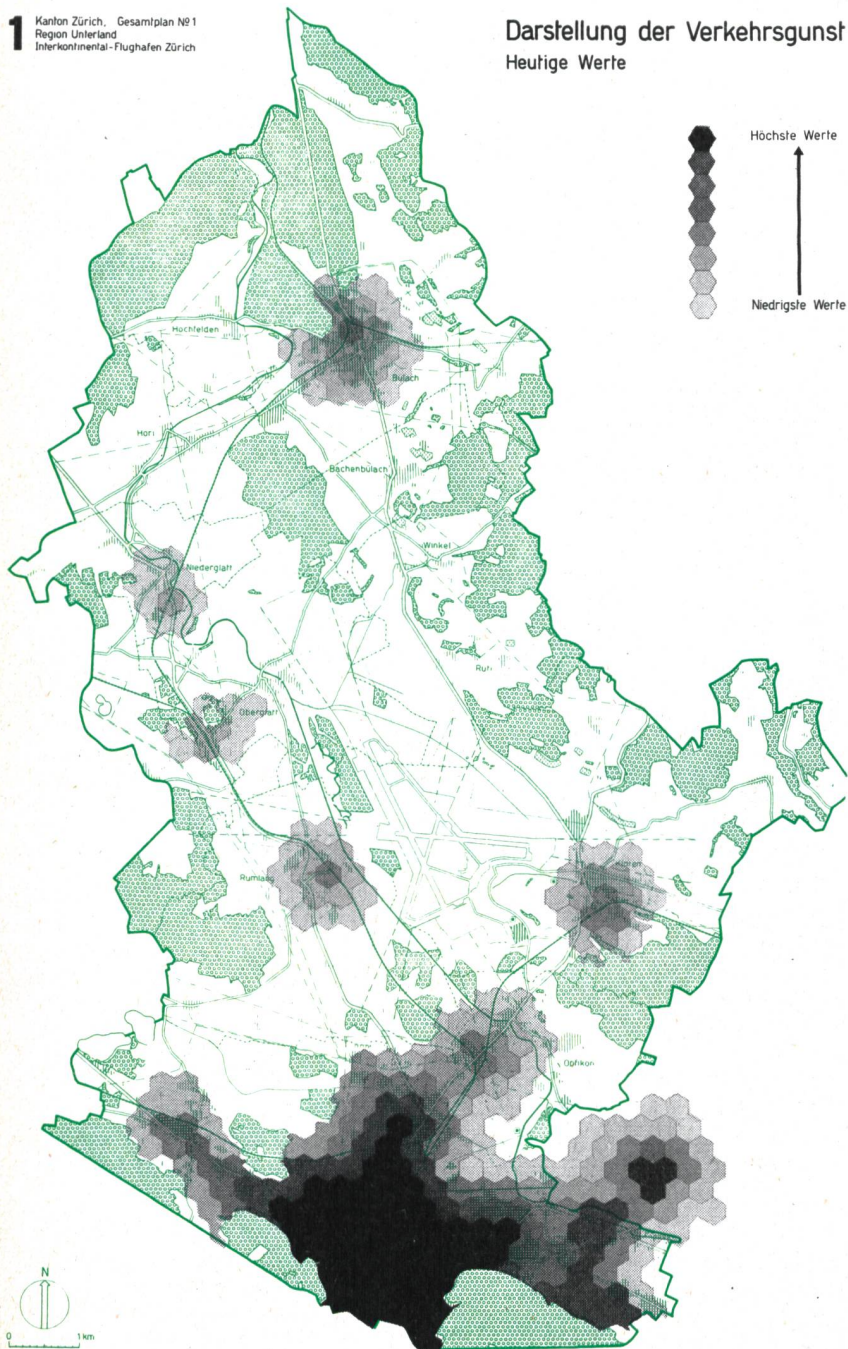 1
Kanton Zürich, Gesamtplan Nº 1
Region Unterland
Interkontinental-Flughafen Zürich
Darstellung der Verkehrsgunst
Heutige Werte
Höchste Werte
Niedrigste Werte
Hochfelden
Bülach
Höri
Bachenbülach
Winkel
Niederglatt
Rüti
Oberglatt
Rümlang
Opfikon
N
0 1 km